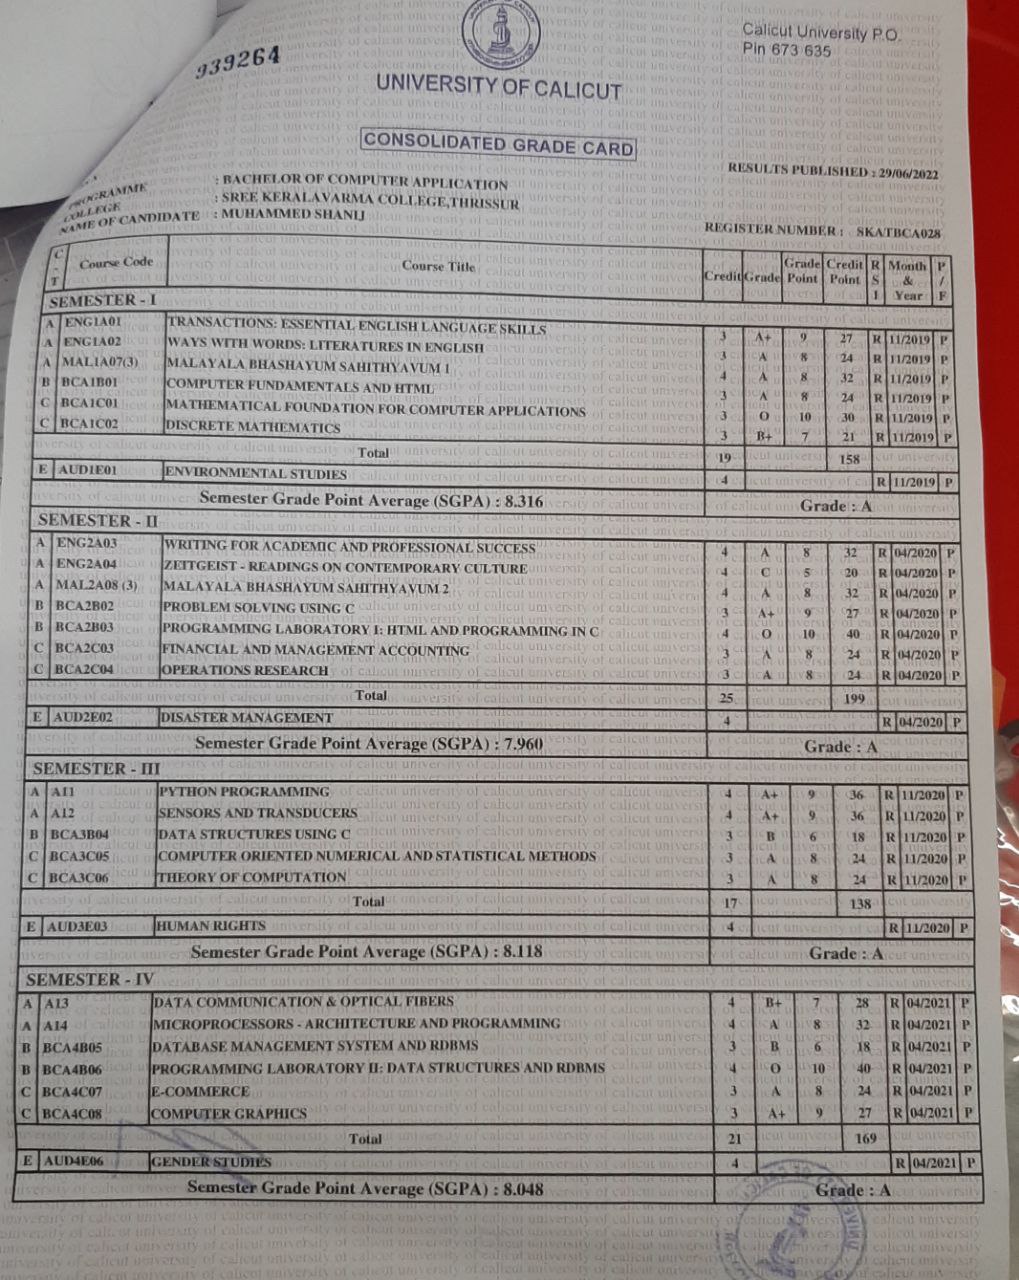 939264
Calicut University P.O.
Pin 673 635
UNIVERSITY OF CALICUT
CONSOLIDATED GRADE CARD
RESULTS PUBLISHED : 29/06/2022
PROGRAMME : BACHELOR OF COMPUTER APPLICATION
COLLEGE : SREE KERALAVARMA COLLEGE,THRISSUR
NAME OF CANDIDATE : MUHAMMED SHANIJ
REGISTER NUMBER : SKATBCA028
C T Course Code Course Title Credit Grade Grade Point Credit Point R S I Month & Year P / F
SEMESTER - I
A ENG1A01 TRANSACTIONS: ESSENTIAL ENGLISH LANGUAGE SKILLS 3 A+ 9 27 R 11/2019 P
A ENG1A02 WAYS WITH WORDS: LITERATURES IN ENGLISH 3 A 8 24 R 11/2019 P
A MAL1A07(3) MALAYALA BHASHAYUM SAHITHYAVUM 1 4 A 8 32 R 11/2019 P
B BCA1B01 COMPUTER FUNDAMENTALS AND HTML 3 A 8 24 R 11/2019 P
C BCA1C01 MATHEMATICAL FOUNDATION FOR COMPUTER APPLICATIONS 3 O 10 30 R 11/2019 P
C BCA1C02 DISCRETE MATHEMATICS 3 B+ 7 21 R 11/2019 P
Total 19 158
E AUD1E01 ENVIRONMENTAL STUDIES 4 R 11/2019 P
Semester Grade Point Average (SGPA) : 8.316 Grade : A
SEMESTER - II
A ENG2A03 WRITING FOR ACADEMIC AND PROFESSIONAL SUCCESS 4 A 8 32 R 04/2020 P
A ENG2A04 ZEITGEIST - READINGS ON CONTEMPORARY CULTURE 4 C 5 20 R 04/2020 P
A MAL2A08 (3) MALAYALA BHASHAYUM SAHITHYAVUM 2 4 A 8 32 R 04/2020 P
B BCA2B02 PROBLEM SOLVING USING C 3 A+ 9 27 R 04/2020 P
B BCA2B03 PROGRAMMING LABORATORY I: HTML AND PROGRAMMING IN C 4 O 10 40 R 04/2020 P
C BCA2C03 FINANCIAL AND MANAGEMENT ACCOUNTING 3 A 8 24 R 04/2020 P
C BCA2C04 OPERATIONS RESEARCH 3 A 8 24 R 04/2020 P
Total 25 199
E AUD2E02 DISASTER MANAGEMENT 4 R 04/2020 P
Semester Grade Point Average (SGPA) : 7.960 Grade : A
SEMESTER - III
A A11 PYTHON PROGRAMMING 4 A+ 9 36 R 11/2020 P
A A12 SENSORS AND TRANSDUCERS 4 A+ 9 36 R 11/2020 P
B BCA3B04 DATA STRUCTURES USING C 3 B 6 18 R 11/2020 P
C BCA3C05 COMPUTER ORIENTED NUMERICAL AND STATISTICAL METHODS 3 A 8 24 R 11/2020 P
C BCA3C06 THEORY OF COMPUTATION 3 A 8 24 R 11/2020 P
Total 17 138
E AUD3E03 HUMAN RIGHTS 4 R 11/2020 P
Semester Grade Point Average (SGPA) : 8.118 Grade : A
SEMESTER - IV
A A13 DATA COMMUNICATION & OPTICAL FIBERS 4 B+ 7 28 R 04/2021 P
A A14 MICROPROCESSORS - ARCHITECTURE AND PROGRAMMING 4 A 8 32 R 04/2021 P
B BCA4B05 DATABASE MANAGEMENT SYSTEM AND RDBMS 3 B 6 18 R 04/2021 P
B BCA4B06 PROGRAMMING LABORATORY II: DATA STRUCTURES AND RDBMS 4 O 10 40 R 04/2021 P
C BCA4C07 E-COMMERCE 3 A 8 24 R 04/2021 P
C BCA4C08 COMPUTER GRAPHICS 3 A+ 9 27 R 04/2021 P
Total 21 169
E AUD4E06 GENDER STUDIES 4 R 04/2021 P
Semester Grade Point Average (SGPA) : 8.048 Grade : A